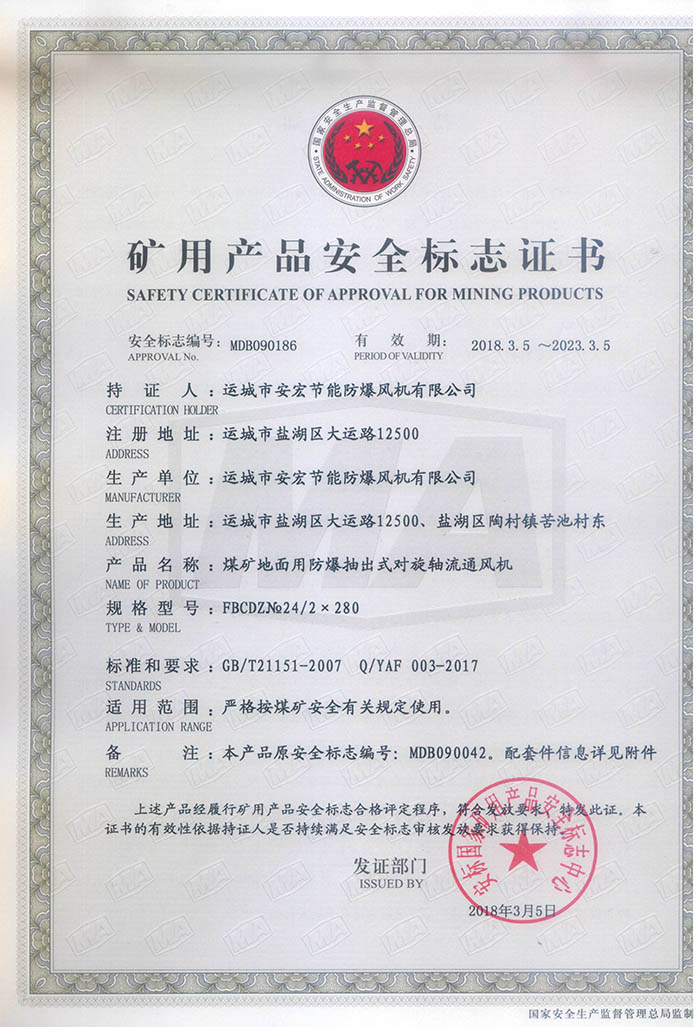 国家安全生产监督管理总局
STATE ADMINISTRATION OF WORK SAFETY
矿用产品安全标志证书
SAFETY CERTIFICATE OF APPROVAL FOR MINING PRODUCTS
安全标志编号: MDB090186 有效期: 2018.3.5 ～2023.3.5
APPROVAL No. PERIOD OF VALIDITY
持证人: 运城市安宏节能防爆风机有限公司
CERTIFICATION HOLDER
注册地址: 运城市盐湖区大运路12500
ADDRESS
生产单位: 运城市安宏节能防爆风机有限公司
MANUFACTURER
生产地址: 运城市盐湖区大运路12500、盐湖区陶村镇苦池村东
ADDRESS
产品名称: 煤矿地面用防爆抽出式对旋轴流通风机
NAME OF PRODUCT
规格型号: FBCDZ№24/2×280
TYPE & MODEL
标准和要求: GB/T21151-2007 Q/YAF 003-2017
STANDARDS
适用范围: 严格按煤矿安全有关规定使用。
APPLICATION RANGE
备注: 本产品原安全标志编号: MDB090042。配套件信息详见附件
REMARKS
上述产品经履行矿用产品安全标志合格评定程序，符合发放要求，特发此证。本
证书的有效性依据持证人是否持续满足安全标志审核发放要求获得保持。
发证部门
ISSUED BY
安标国家矿用产品安全标志中心
2018年3月5日
国家安全生产监督管理总局监制
MA